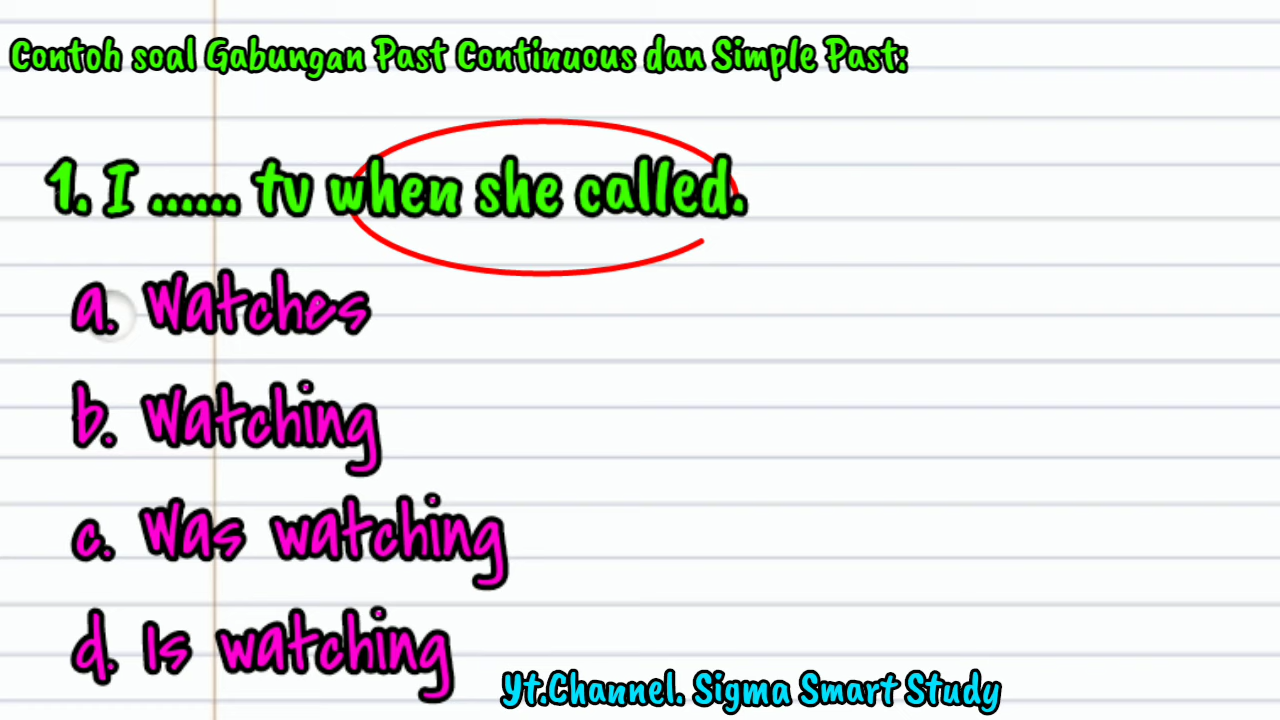 Contoh soal Gabungan Past Continuous dan Simple Past:
1. I ...... tv when she called.
a. Watches
b. Watching
c. Was watching
d. Is watching
Yt.Channel. Sigma Smart Study